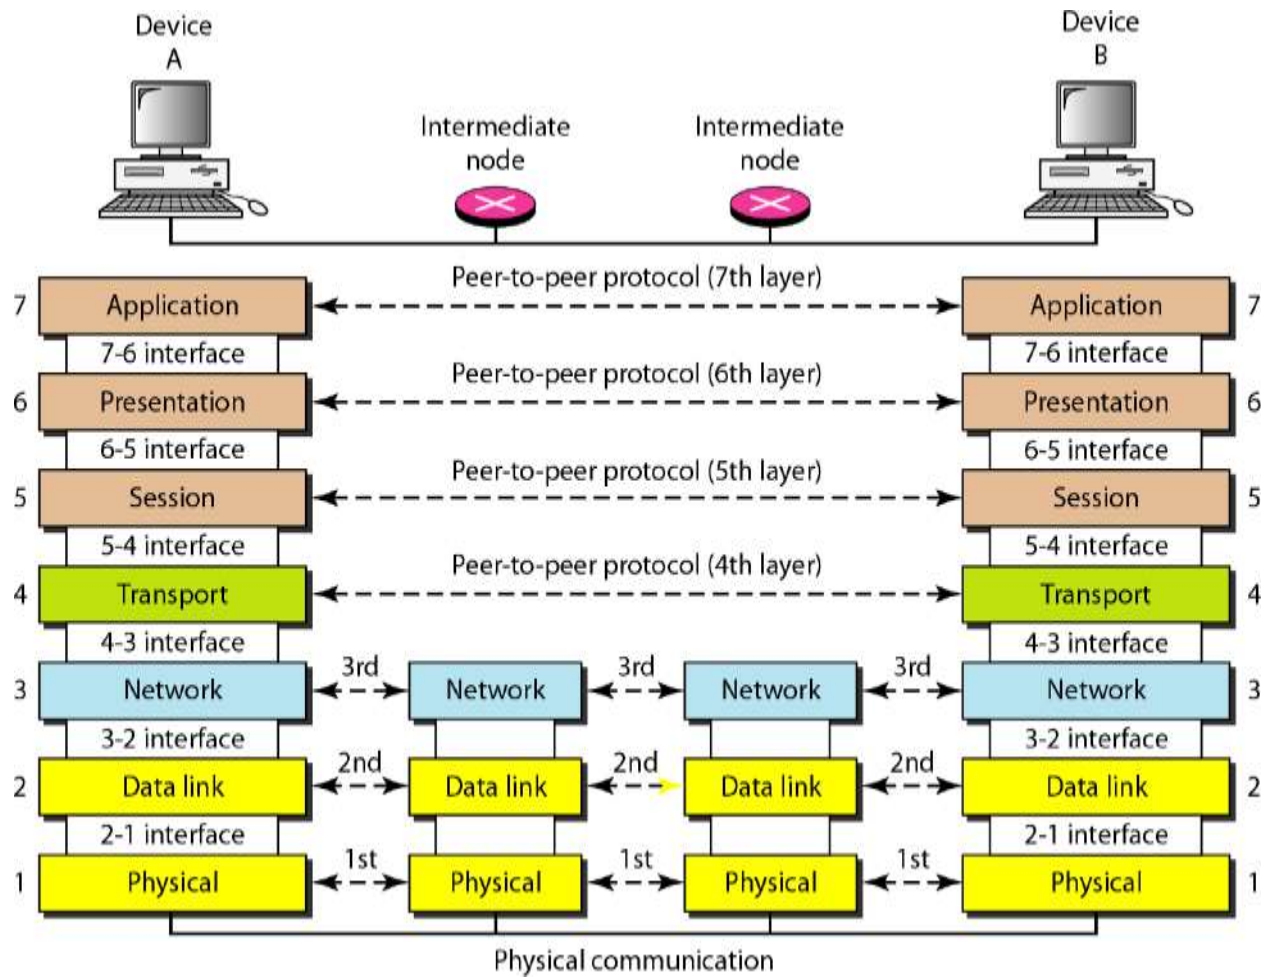 Device
A
Device
B
Intermediate
node
Intermediate
node
Peer-to-peer protocol (7th layer)
7 Application Application 7
7-6 interface 7-6 interface
Peer-to-peer protocol (6th layer)
6 Presentation Presentation 6
6-5 interface 6-5 interface
Peer-to-peer protocol (5th layer)
5 Session Session 5
5-4 interface 5-4 interface
Peer-to-peer protocol (4th layer)
4 Transport Transport 4
4-3 interface 4-3 interface
3rd 3rd 3rd
3 Network Network Network Network 3
3-2 interface 3-2 interface
2nd 2nd 2nd
2 Data link Data link Data link Data link 2
2-1 interface 2-1 interface
1st 1st 1st
1 Physical Physical Physical Physical 1
Physical communication